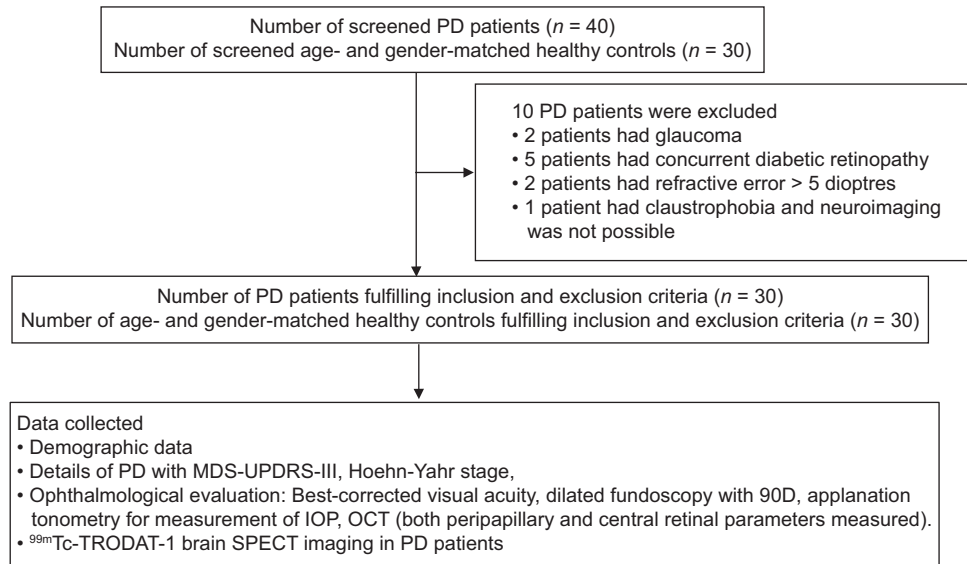 Number of screened PD patients (n = 40)
Number of screened age- and gender-matched healthy controls (n = 30)
10 PD patients were excluded
• 2 patients had glaucoma
• 5 patients had concurrent diabetic retinopathy
• 2 patients had refractive error > 5 dioptres
• 1 patient had claustrophobia and neuroimaging
was not possible
Number of PD patients fulfilling inclusion and exclusion criteria (n = 30)
Number of age- and gender-matched healthy controls fulfilling inclusion and exclusion criteria (n = 30)
Data collected
• Demographic data
• Details of PD with MDS-UPDRS-III, Hoehn-Yahr stage,
• Ophthalmological evaluation: Best-corrected visual acuity, dilated fundoscopy with 90D, applanation
tonometry for measurement of IOP, OCT (both peripapillary and central retinal parameters measured).
• ⁹⁹ᵐTc-TRODAT-1 brain SPECT imaging in PD patients